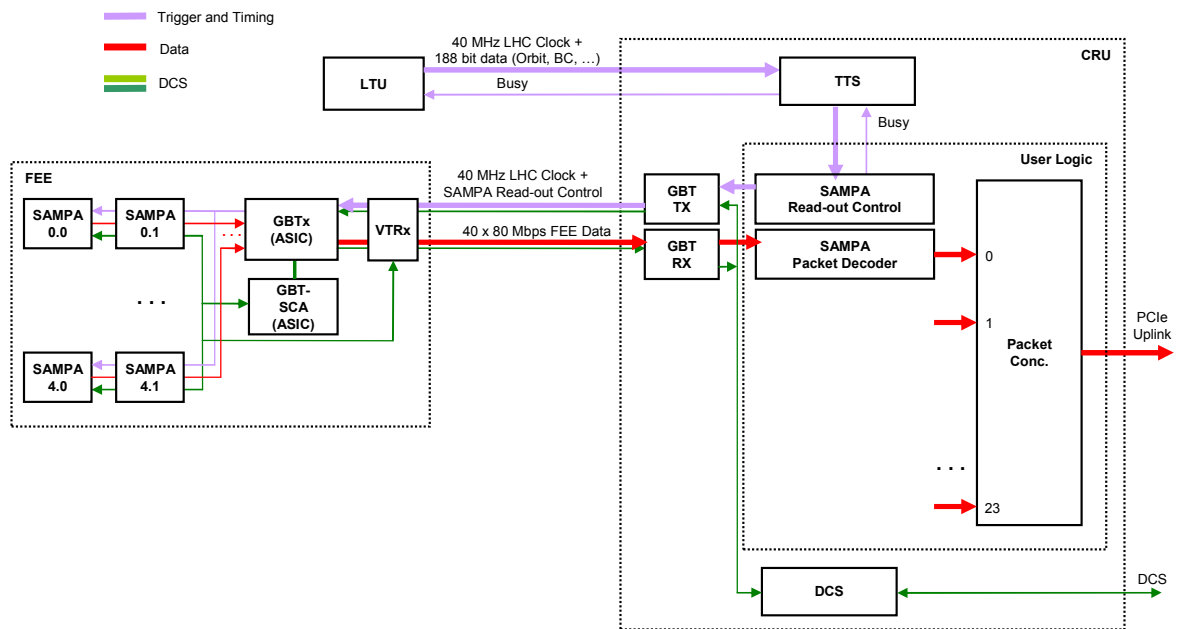 Trigger and Timing
Data
DCS
40 MHz LHC Clock +
188 bit data (Orbit, BC, …)
Busy
LTU
CRU
TTS
Busy
User Logic
FEE
40 MHz LHC Clock +
SAMPA Read-out Control
SAMPA
0.0
SAMPA
0.1
GBTx
(ASIC)
VTRx
GBT
TX
SAMPA
Read-out Control
40 x 80 Mbps FEE Data
GBT
RX
SAMPA
Packet Decoder
0
...
GBT-
SCA
(ASIC)
. . .
1
Packet
Conc.
PCIe
Uplink
SAMPA
4.0
SAMPA
4.1
. . .
23
DCS
DCS